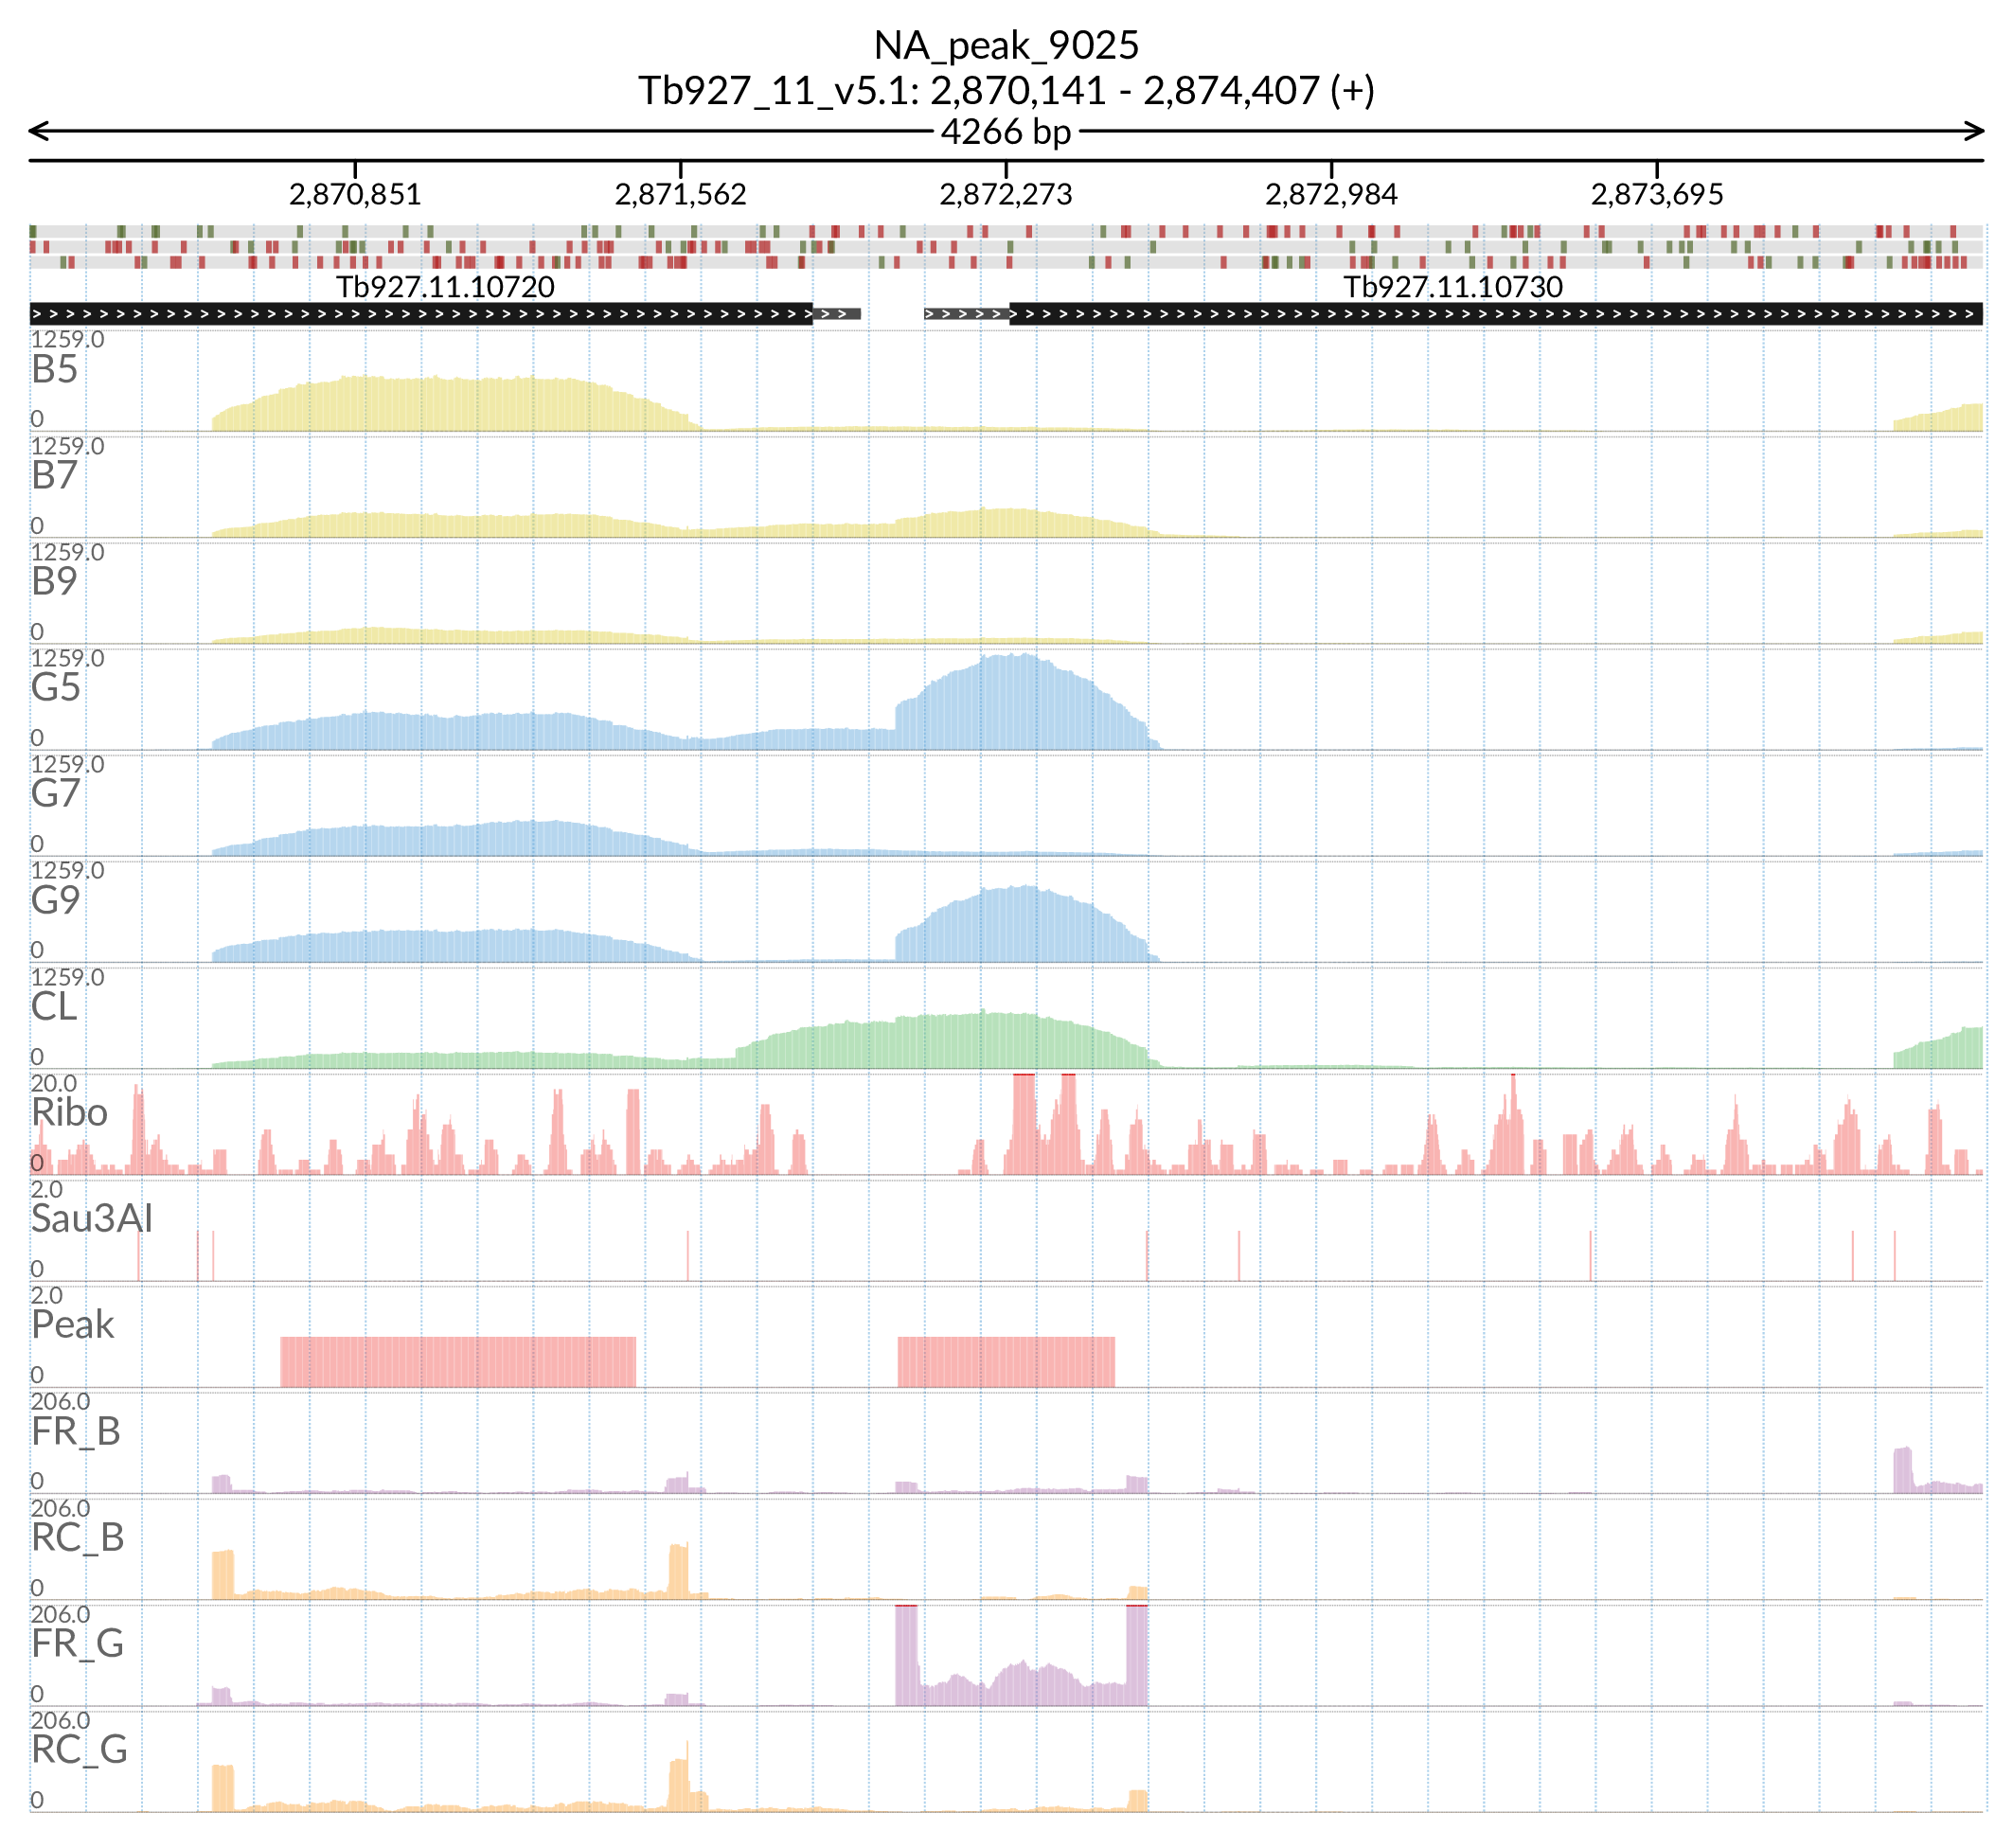 NA_peak_9025
Tb927_11_v5.1: 2,870,141 - 2,874,407 (+)
4266 bp
2,870,851 2,871,562 2,872,273 2,872,984 2,873,695
Tb927.11.10720 Tb927.11.10730
1259.0
B5
0
1259.0
B7
0
1259.0
B9
0
1259.0
G5
0
1259.0
G7
0
1259.0
G9
0
1259.0
CL
0
20.0
Ribo
0
2.0
Sau3AI
0
2.0
Peak
0
206.0
FR_B
0
206.0
RC_B
0
206.0
FR_G
0
206.0
RC_G
0